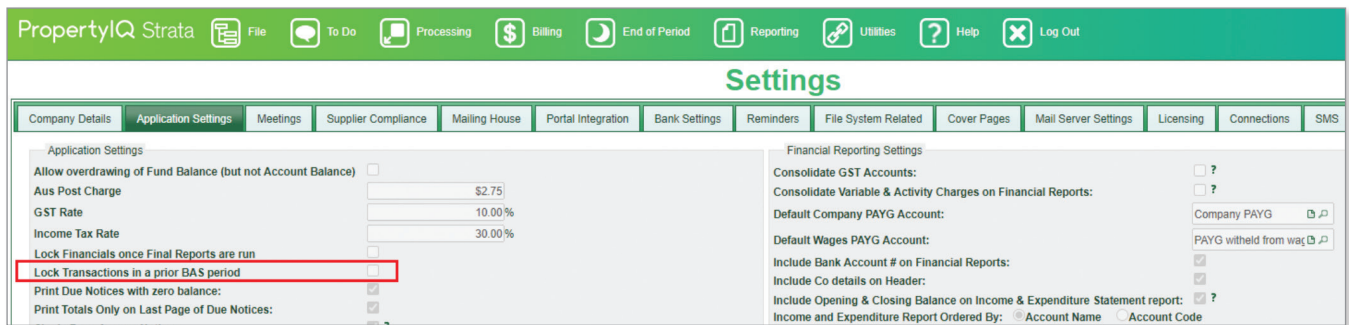 PropertyIQ Strata File To Do Processing Billing End of Period Reporting Utilities ? Help Log Out
Settings
Company Details Application Settings Meetings Supplier Compliance Mailing House Portal Integration Bank Settings Reminders File System Related Cover Pages Mail Server Settings Licensing Connections SMS
Application Settings
Allow overdrawing of Fund Balance (but not Account Balance)
Aus Post Charge $2.75
GST Rate 10.00 %
Income Tax Rate 30.00 %
Lock Financials once Final Reports are run
Lock Transactions in a prior BAS period
Print Due Notices with zero balance:
Print Totals Only on Last Page of Due Notices:
Financial Reporting Settings
Consolidate GST Accounts: ?
Consolidate Variable & Activity Charges on Financial Reports: ?
Default Company PAYG Account: Company PAYG
Default Wages PAYG Account: PAYG witheld from wag
Include Bank Account # on Financial Reports:
Include Co details on Header:
Include Opening & Closing Balance on Income & Expenditure Statement report: ?
Income and Expenditure Report Ordered By: Account Name Account Code